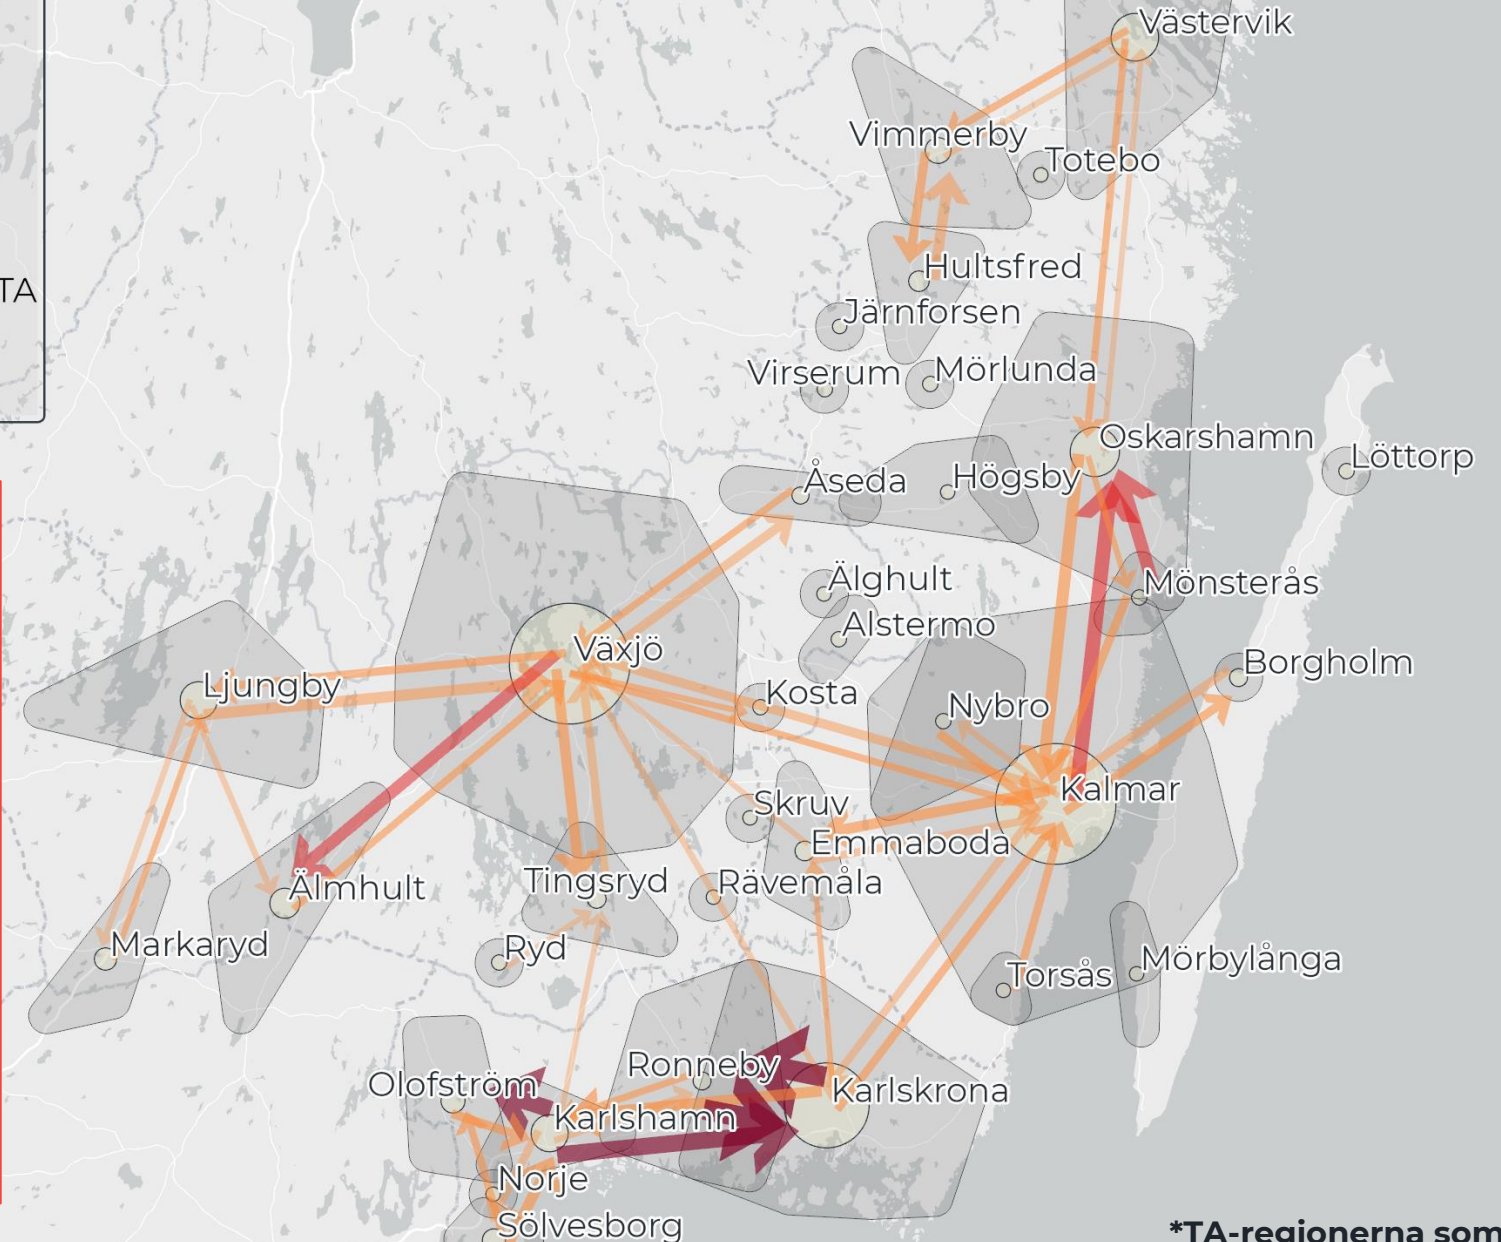 Västervik
Vimmerby
Totebo
Hultsfred
TA
Järnforsen
Virserum
Mörlunda
Oskarshamn
Löttorp
Åseda
Högsby
Älghult
Mönsterås
Alstermo
Växjö
Borgholm
Ljungby
Kosta
Nybro
Kalmar
Skruv
Emmaboda
Tingsryd
Rävemåla
Älmhult
Markaryd
Ryd
Mörbylånga
Torsås
Ronneby
Olofström
Karlskrona
Karlshamn
Norje
Sölvesborg
*TA-regionerna som